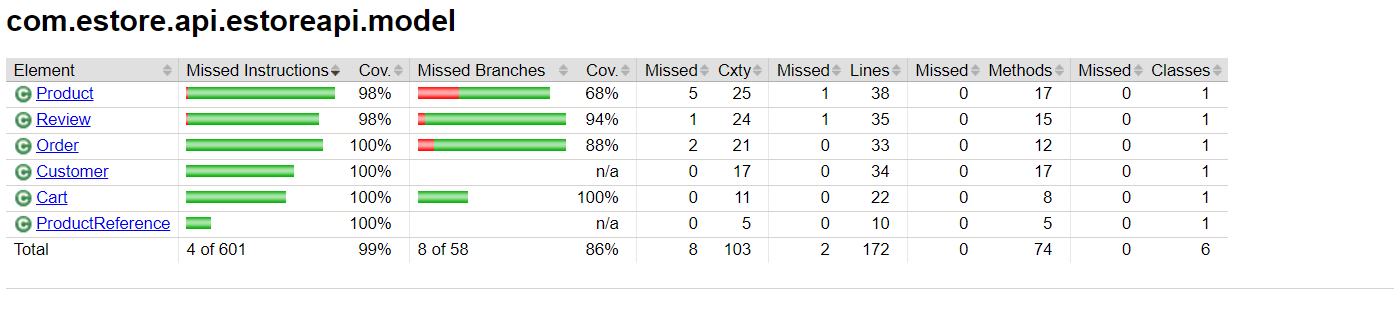 com.estore.api.estoreapi.model
Element Missed Instructions Cov. Missed Branches Cov. Missed Cxty Missed Lines Missed Methods Missed Classes
C Product 98% 68% 5 25 1 38 0 17 0 1
C Review 98% 94% 1 24 1 35 0 15 0 1
C Order 100% 88% 2 21 0 33 0 12 0 1
C Customer 100% n/a 0 17 0 34 0 17 0 1
C Cart 100% 100% 0 11 0 22 0 8 0 1
C ProductReference 100% n/a 0 5 0 10 0 5 0 1
Total 4 of 601 99% 8 of 58 86% 8 103 2 172 0 74 0 6